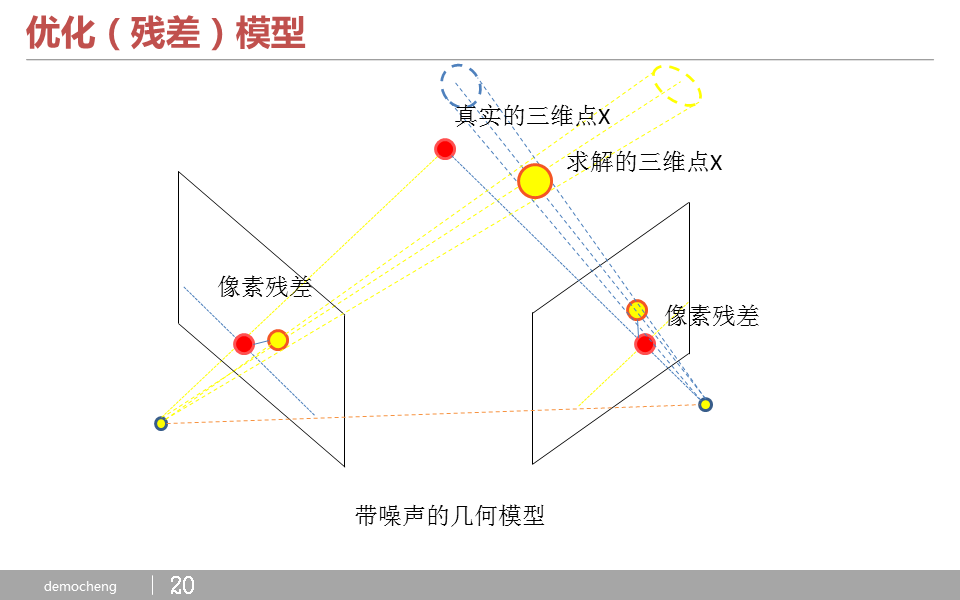 优化（残差）模型
真实的三维点X
求解的三维点X
像素残差
像素残差
带噪声的几何模型
democheng
20